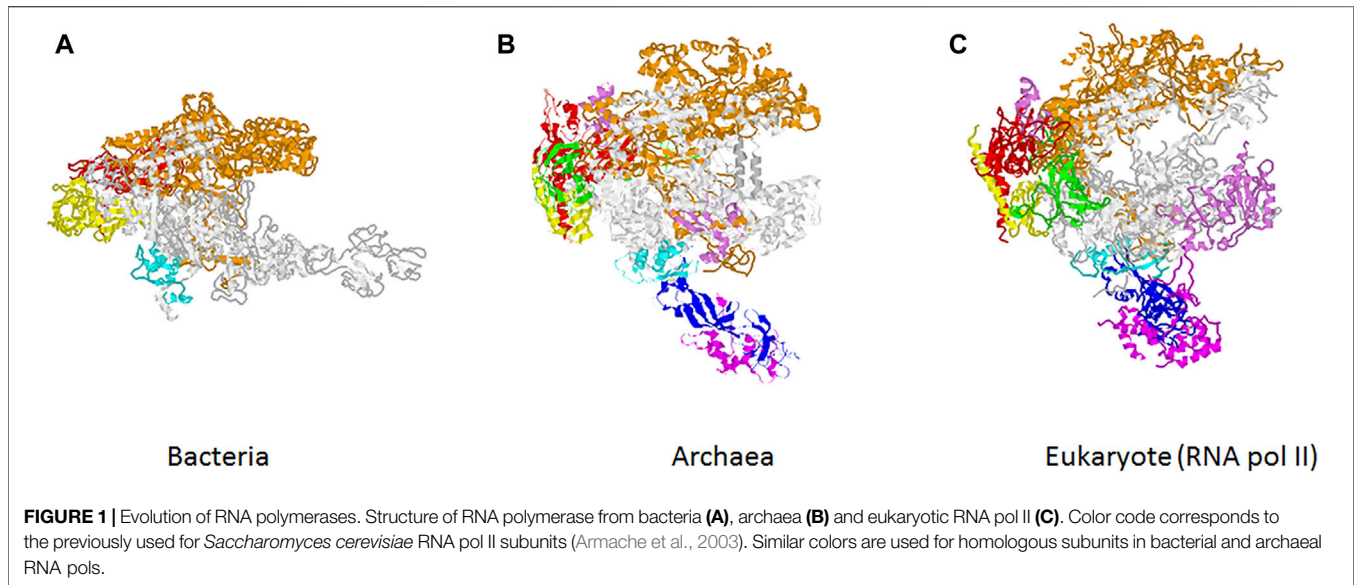 A
B
C
Bacteria
Archaea
Eukaryote (RNA pol II)
FIGURE 1 | Evolution of RNA polymerases. Structure of RNA polymerase from bacteria (A), archaea (B) and eukaryotic RNA pol II (C). Color code corresponds to
the previously used for Saccharomyces cerevisiae RNA pol II subunits (Armache et al., 2003). Similar colors are used for homologous subunits in bacterial and archaeal
RNA pols.